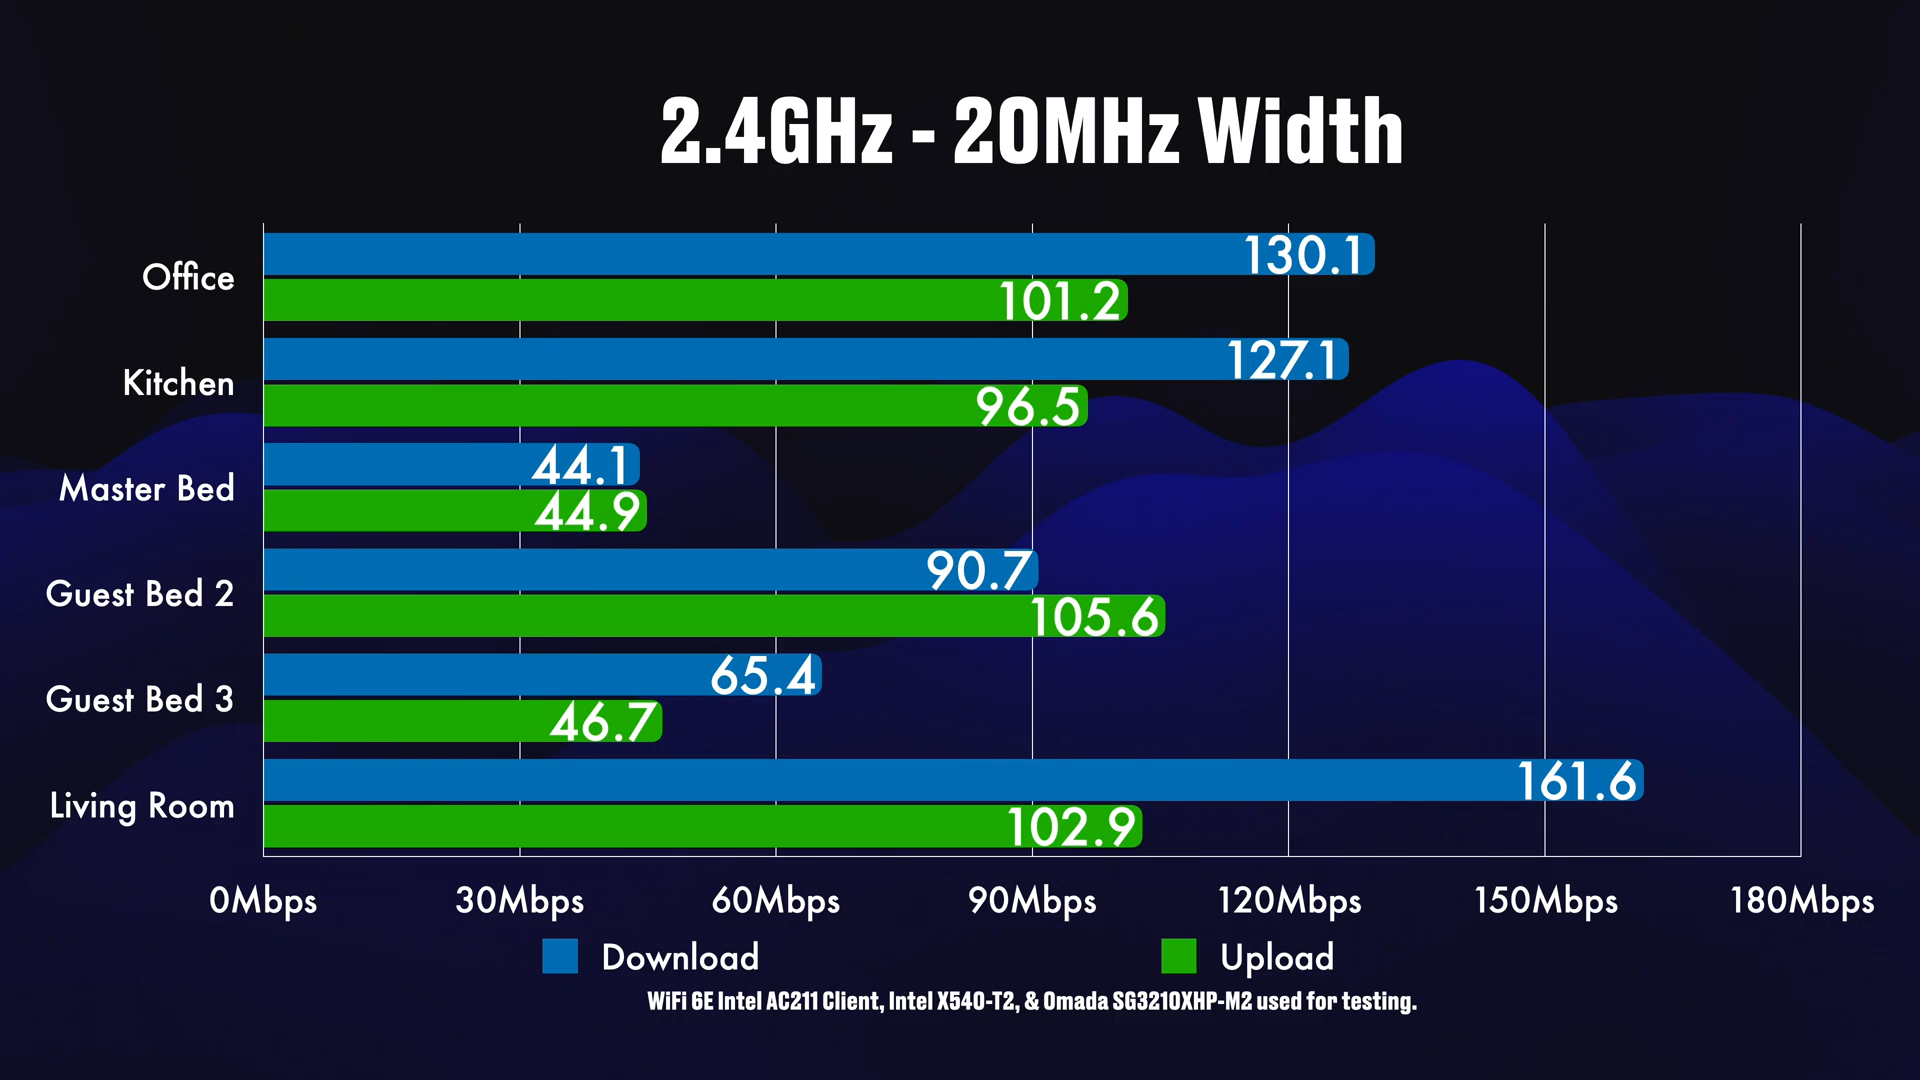 2.4GHz - 20MHz Width
Office
130.1
101.2
Kitchen
127.1
96.5
Master Bed
44.1
44.9
Guest Bed 2
90.7
105.6
Guest Bed 3
65.4
46.7
Living Room
161.6
102.9
0Mbps 30Mbps 60Mbps 90Mbps 120Mbps 150Mbps 180Mbps
Download Upload
WiFi 6E Intel AC211 Client, Intel X540-T2, & Omada SG3210XHP-M2 used for testing.